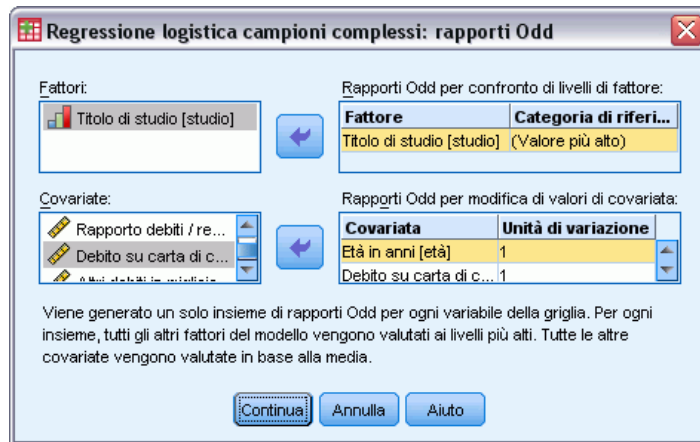 Regressione logistica campioni complessi: rapporti Odd
Fattori:
Titolo di studio [studio]
Rapporti Odd per confronto di livelli di fattore:
Fattore Categoria di riferi...
Titolo di studio [studio] (Valore più alto)
Covariate:
Rapporto debiti / re...
Debito su carta di c...
Altri debiti in migliaia
Rapporti Odd per modifica di valori di covariata:
Covariata Unità di variazione
Età in anni [età] 1
Debito su carta di c... 1
Viene generato un solo insieme di rapporti Odd per ogni variabile della griglia. Per ogni
insieme, tutti gli altri fattori del modello vengono valutati ai livelli più alti. Tutte le altre
covariate vengono valutate in base alla media.
Continua Annulla Aiuto